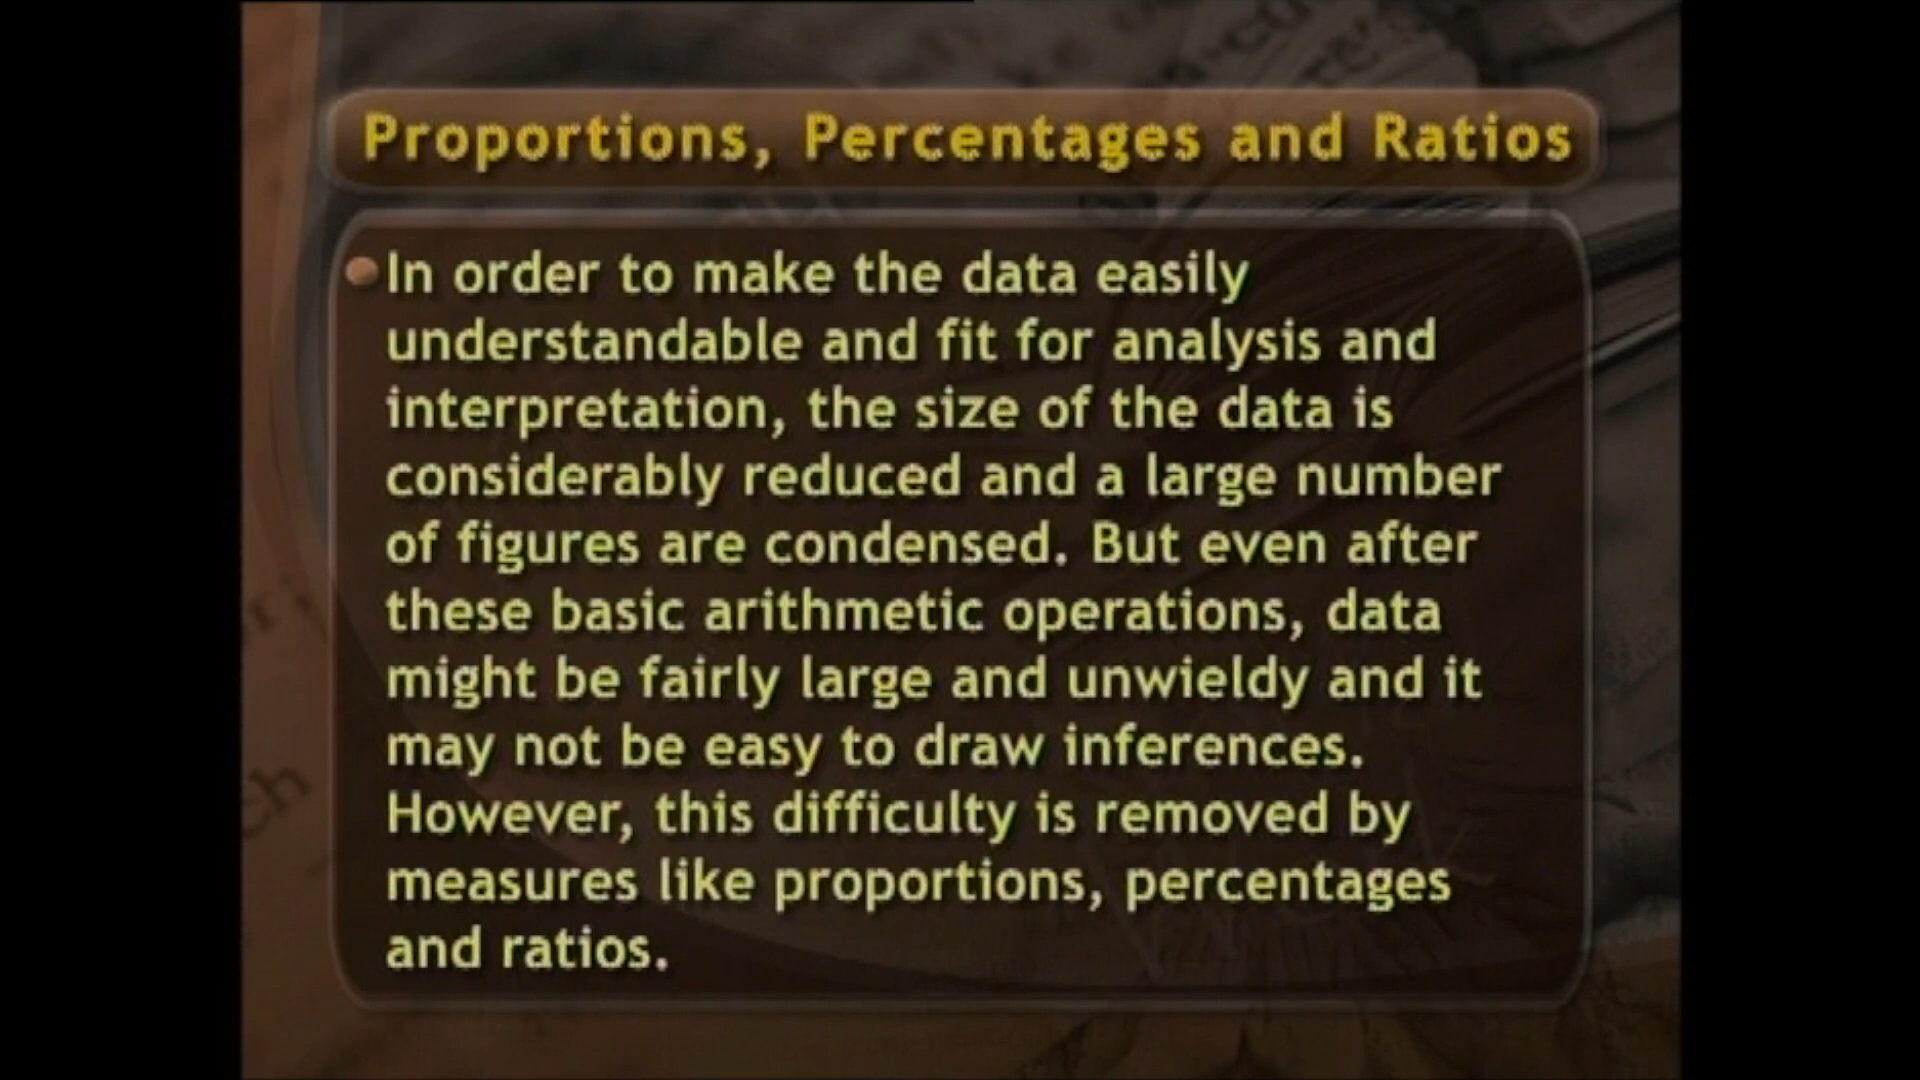 Proportions, Percentages and Ratios
In order to make the data easily
understandable and fit for analysis and
interpretation, the size of the data is
considerably reduced and a large number
of figures are condensed. But even after
these basic arithmetic operations, data
might be fairly large and unwieldy and it
may not be easy to draw inferences.
However, this difficulty is removed by
measures like proportions, percentages
and ratios.